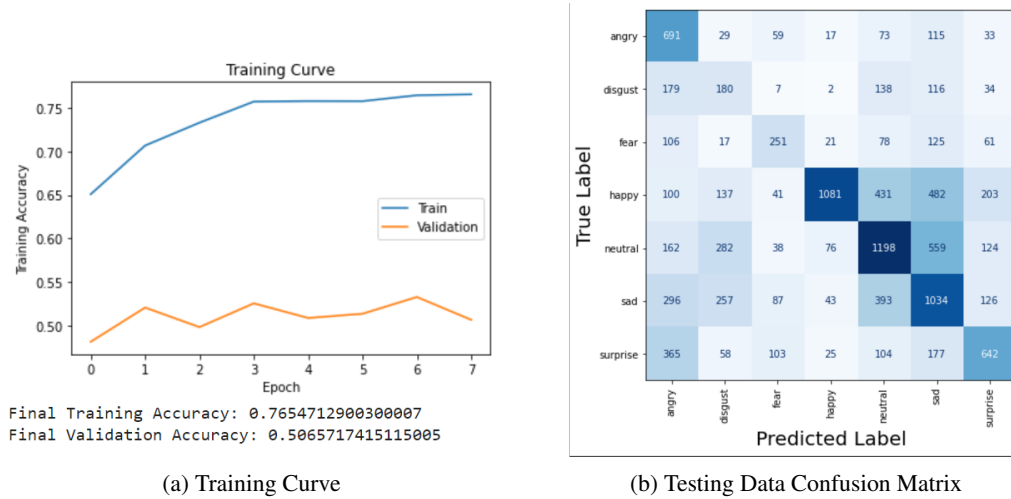 Training Curve
Training Accuracy
0.75
0.70
0.65
0.60
0.55
0.50
Train
Validation
0 1 2 3 4 5 6 7
Epoch
Final Training Accuracy: 0.7654712900300007
Final Validation Accuracy: 0.5065717415115005
(a) Training Curve
True Label
angry 691 29 59 17 73 115 33
disgust 179 180 7 2 138 116 34
fear 106 17 251 21 78 125 61
happy 100 137 41 1081 431 482 203
neutral 162 282 38 76 1198 559 124
sad 296 257 87 43 393 1034 126
surprise 365 58 103 25 104 177 642
angry disgust fear happy neutral sad surprise
Predicted Label
(b) Testing Data Confusion Matrix